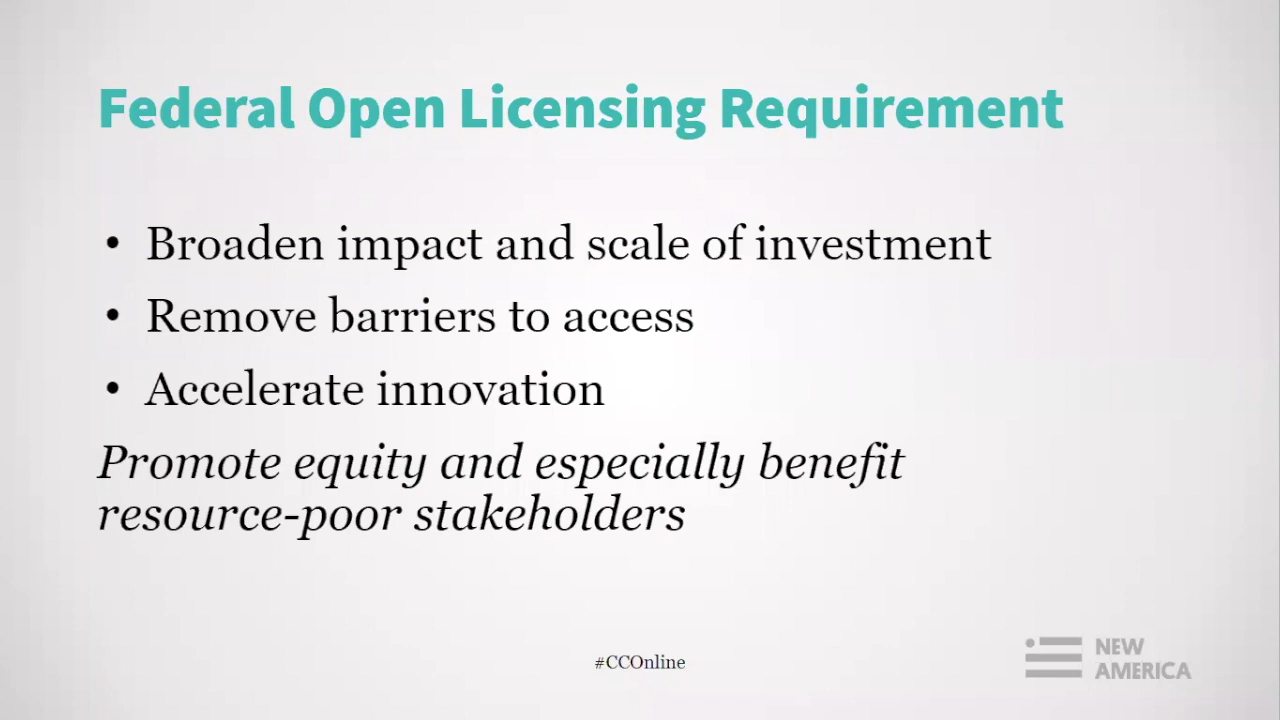 Federal Open Licensing Requirement
• Broaden impact and scale of investment
• Remove barriers to access
• Accelerate innovation
Promote equity and especially benefit
resource-poor stakeholders
#CCOnline
NEW
AMERICA